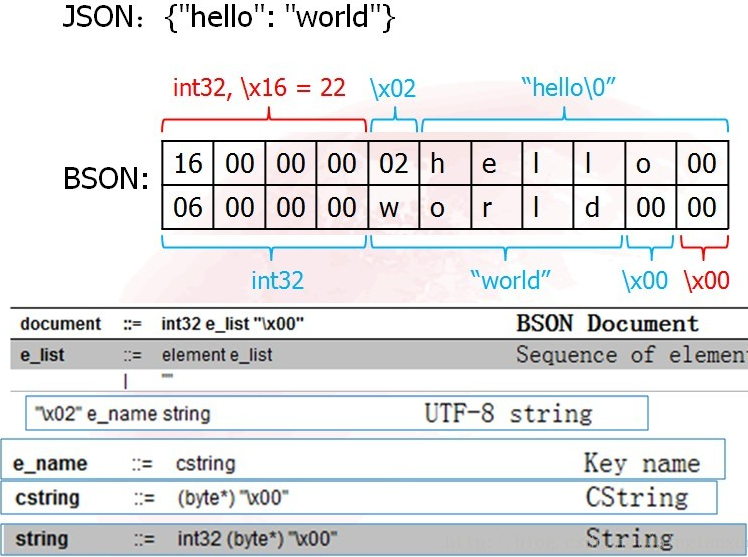 JSON: {"hello": "world"}
int32, \x16 = 22 \x02 “hello\0”
BSON:
16 00 00 00 02 h e l l o 00
06 00 00 00 w o r l d 00 00
int32 “world” \x00 \x00
document ::= int32 e_list "\x00" BSON Document
e_list ::= element e_list Sequence of elemen
| ""
"\x02" e_name string UTF-8 string
e_name ::= cstring Key name
cstring ::= (byte*) "\x00" CString
string ::= int32 (byte*) "\x00" String